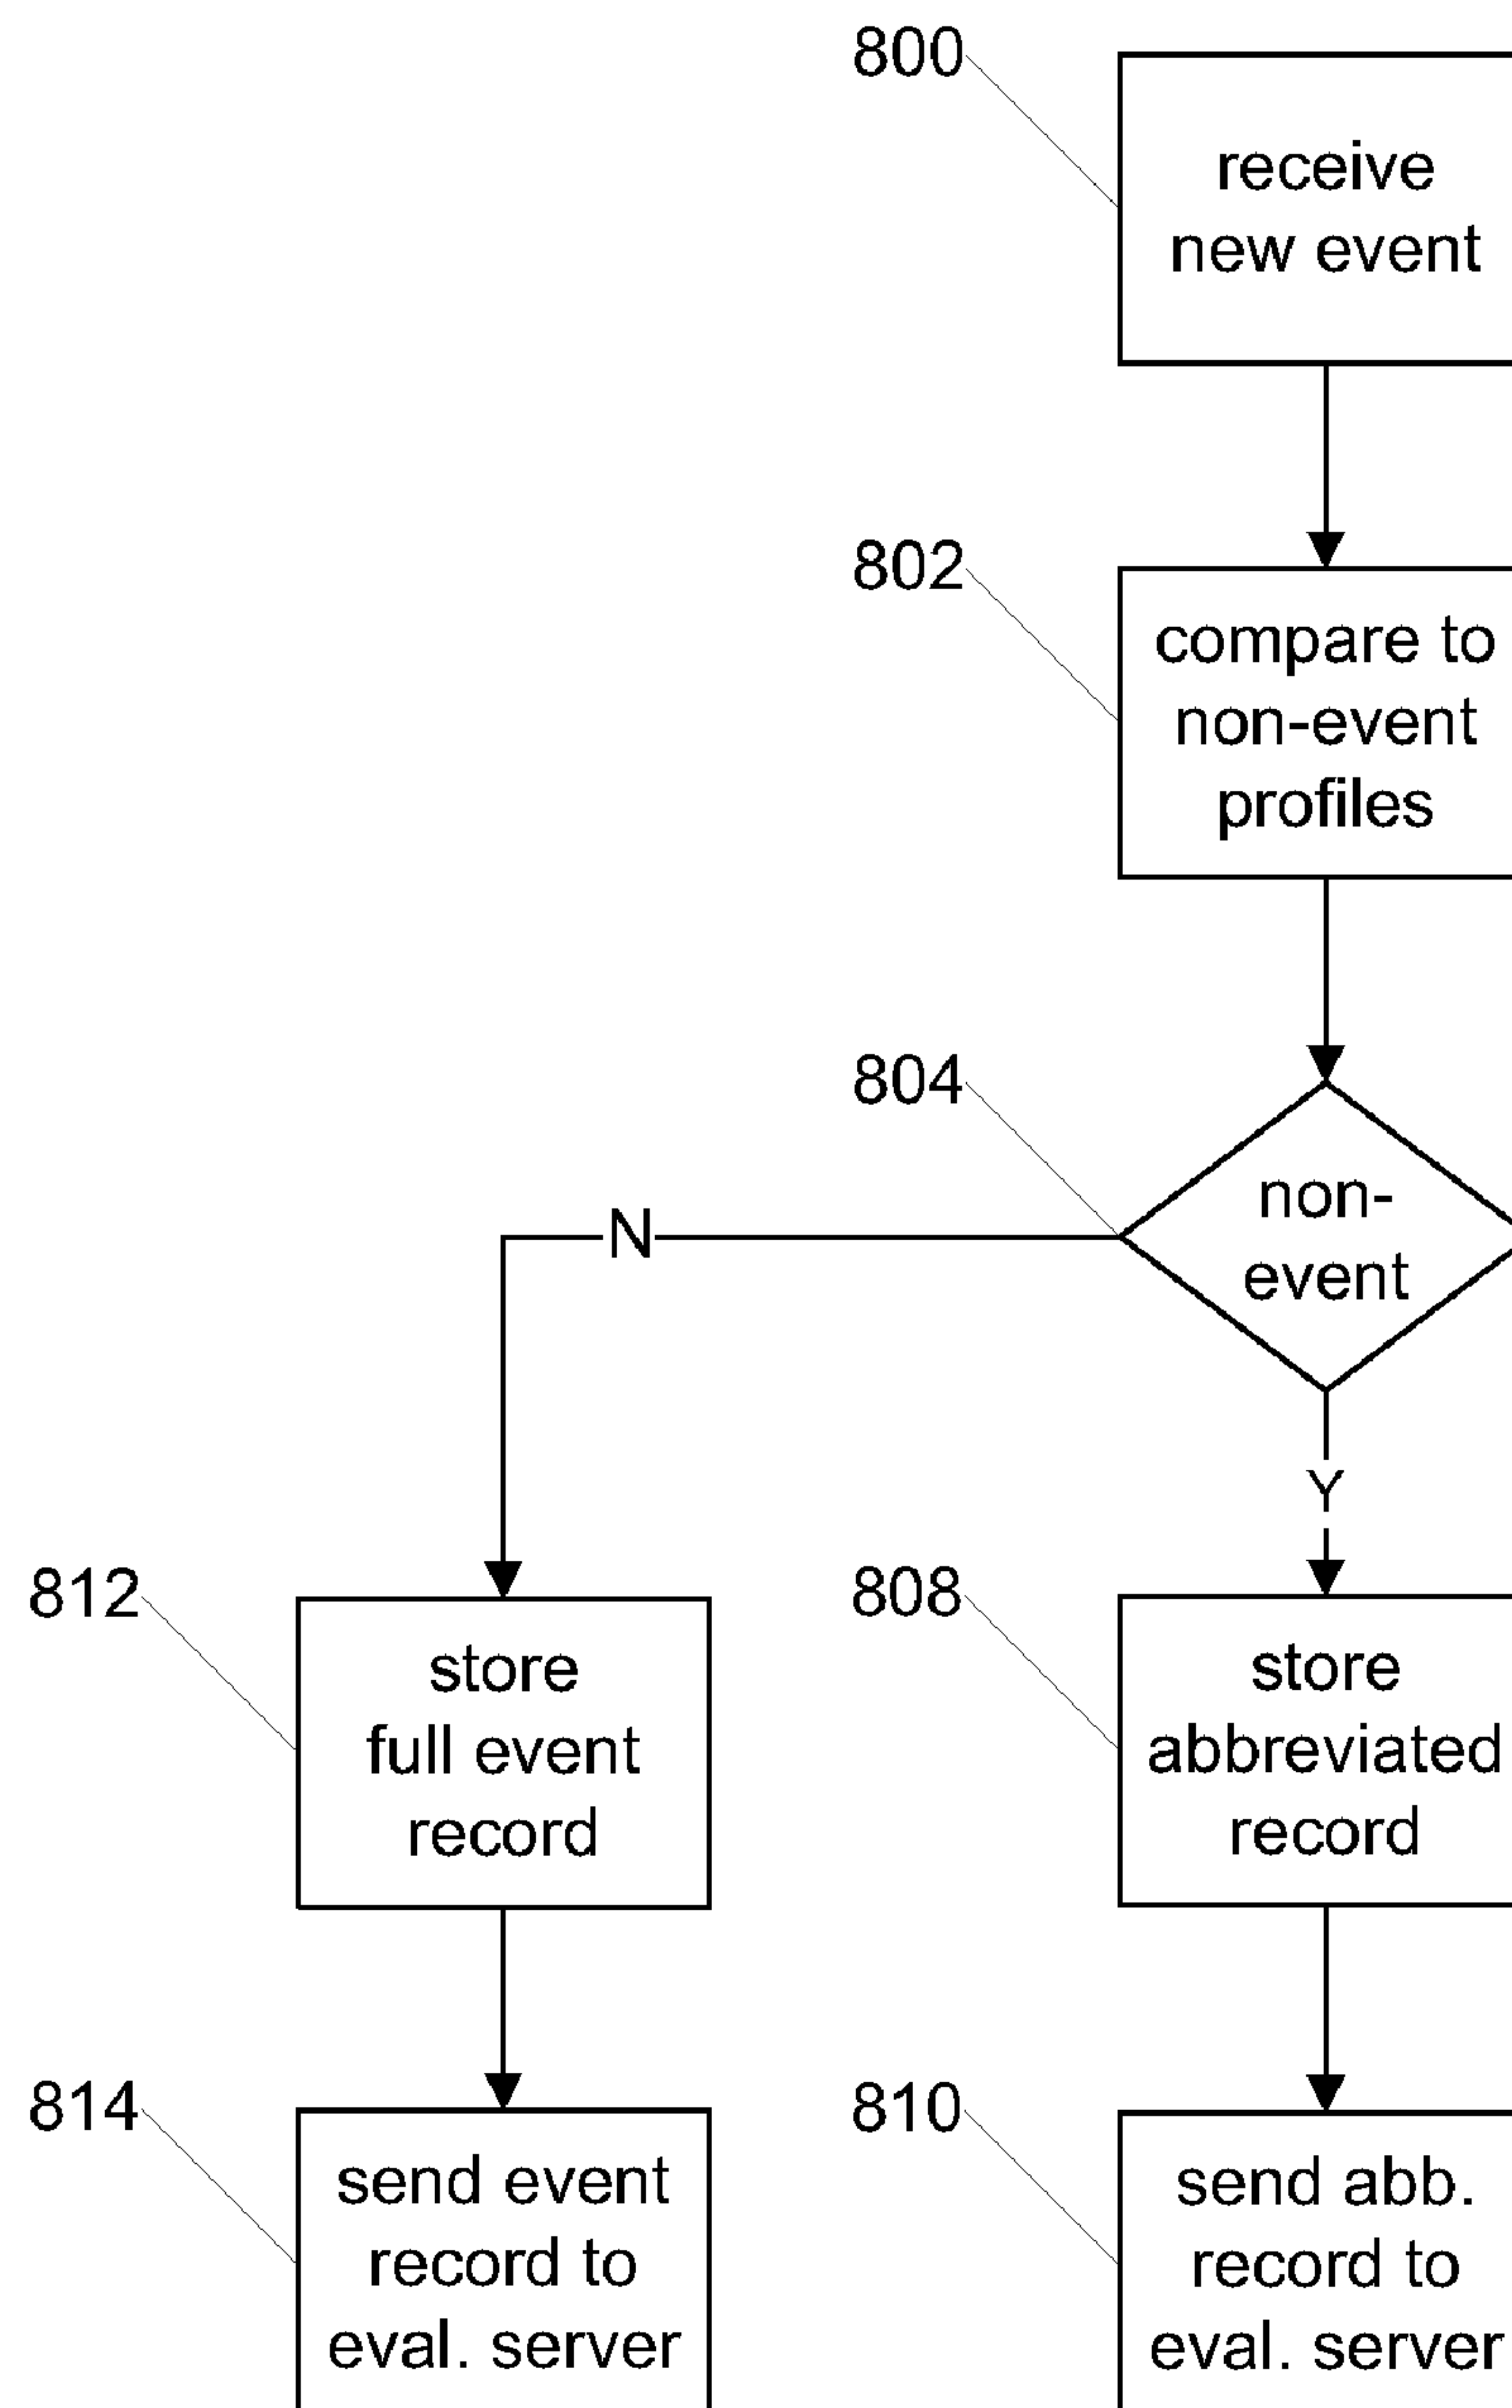 800
receive
new event
802
compare to
non-event
profiles
804
non-
event
N
Y
812
store
full event
record
808
store
abbreviated
record
814
send event
record to
eval. server
810
send abb.
record to
eval. server